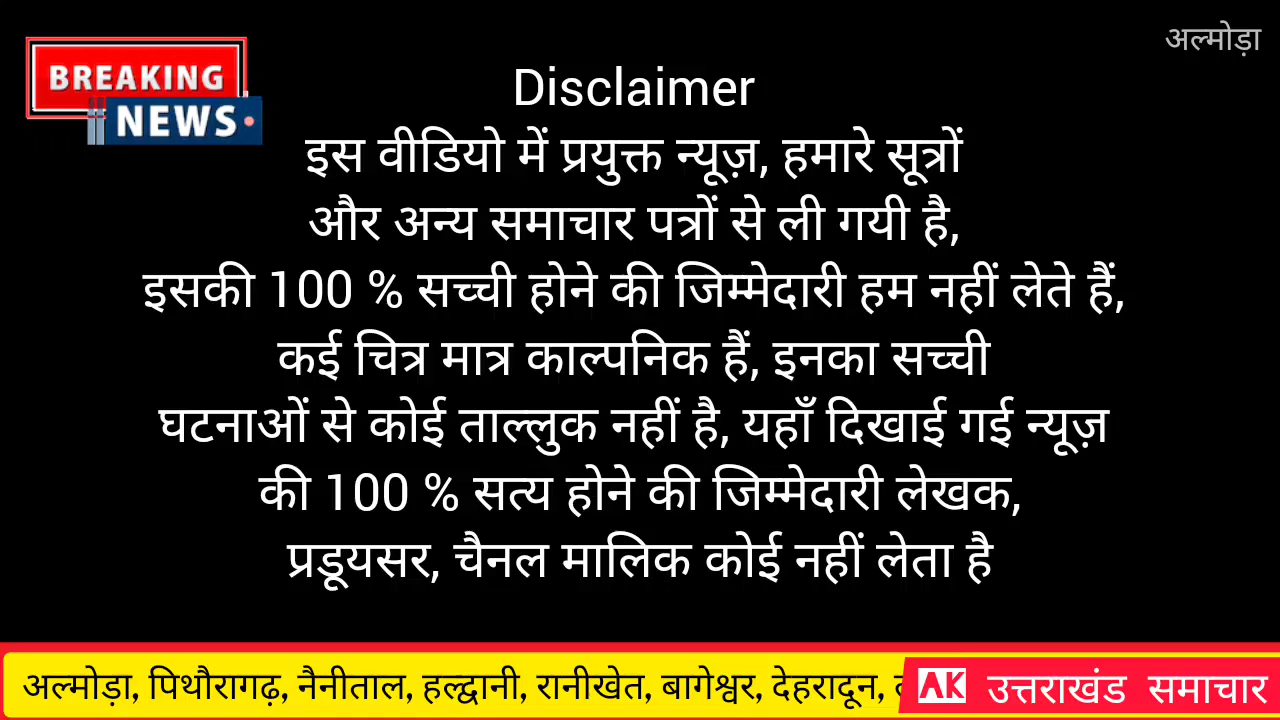 अल्मोड़ा
BREAKING
NEWS
Disclaimer
इस वीडियो में प्रयुक्त न्यूज़, हमारे सूत्रों
और अन्य समाचार पत्रों से ली गयी है,
इसकी 100 % सच्ची होने की जिम्मेदारी हम नहीं लेते हैं,
कई चित्र मात्र काल्पनिक हैं, इनका सच्ची
घटनाओं से कोई ताल्लुक नहीं है, यहाँ दिखाई गई न्यूज़
की 100 % सत्य होने की जिम्मेदारी लेखक,
प्रडूयसर, चैनल मालिक कोई नहीं लेता है
अल्मोड़ा, पिथौरागढ़, नैनीताल, हल्द्वानी, रानीखेत, बागेश्वर, देहरादून,
AK उत्तराखंड समाचार